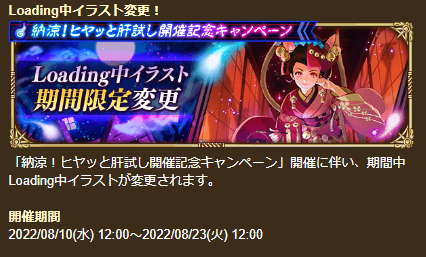 Loading中イラスト変更！
納涼！ヒヤッと肝試し開催記念キャンペーン
Loading中イラスト
期間限定変更
「納涼！ヒヤッと肝試し開催記念キャンペーン」開催に伴い、期間中
Loading中イラストが変更されます。
開催期間
2022/08/10(水) 12:00～2022/08/23(火) 12:00